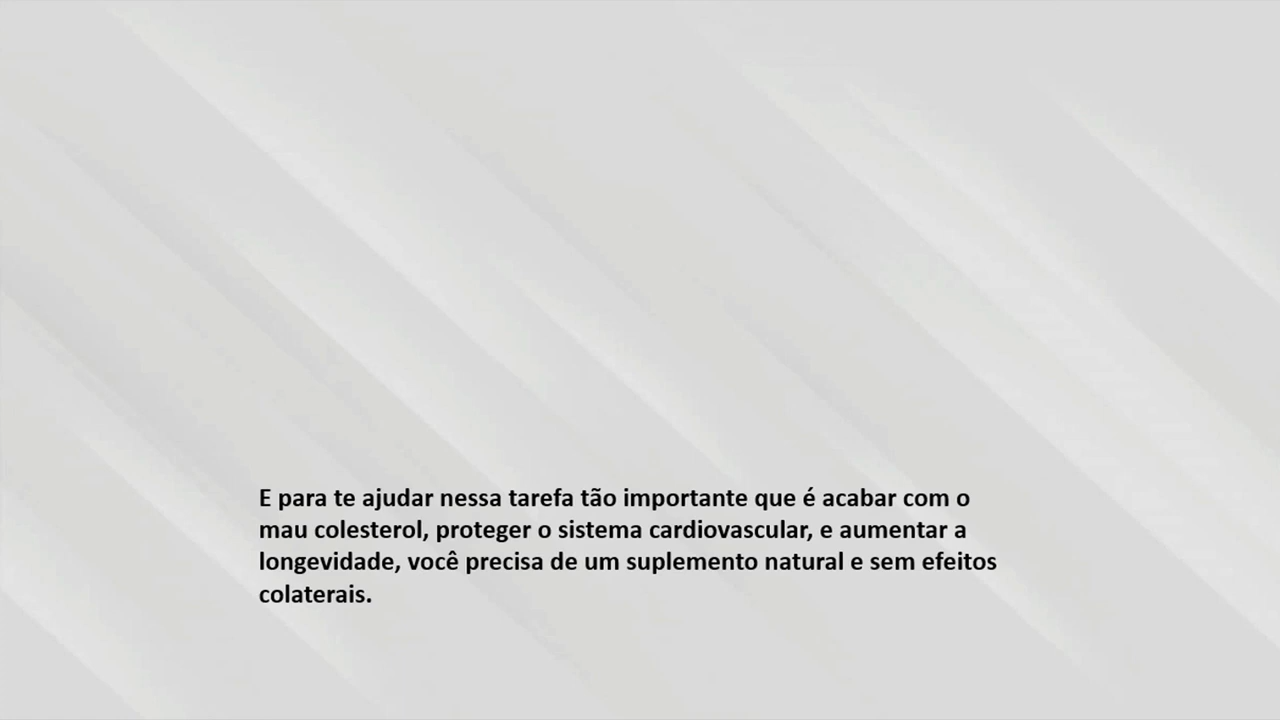 E para te ajudar nessa tarefa tão importante que é acabar com o
mau colesterol, proteger o sistema cardiovascular, e aumentar a
longevidade, você precisa de um suplemento natural e sem efeitos
colaterais.